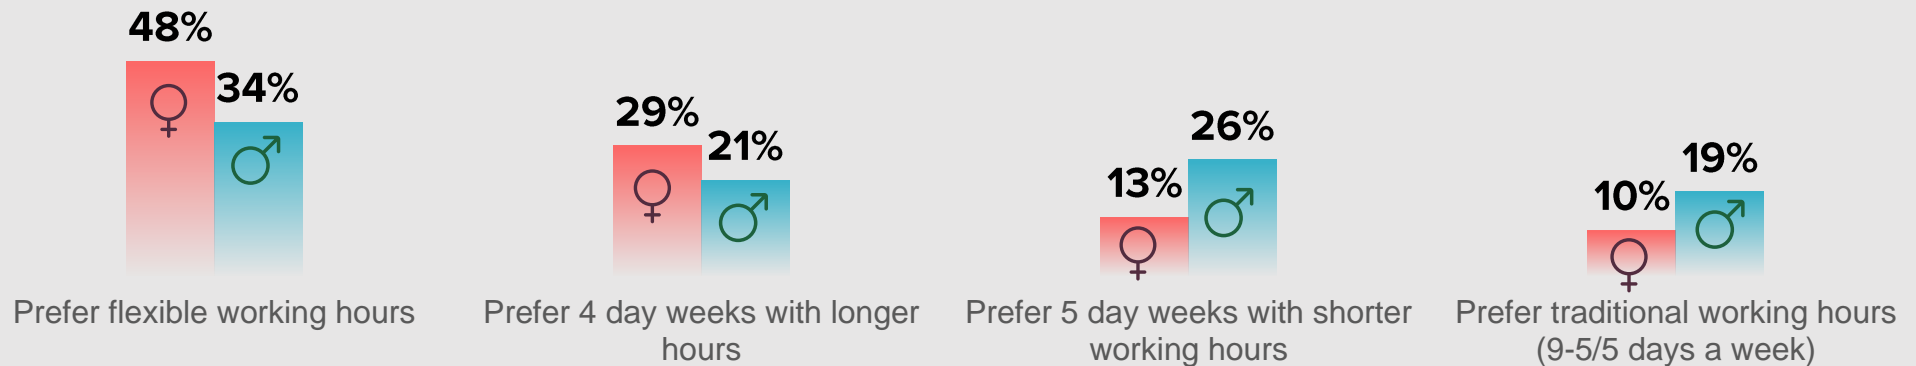 48%
34%
29%
21%
13%
26%
10%
19%
Prefer flexible working hours
Prefer 4 day weeks with longer
hours
Prefer 5 day weeks with shorter
working hours
Prefer traditional working hours
(9-5/5 days a week)